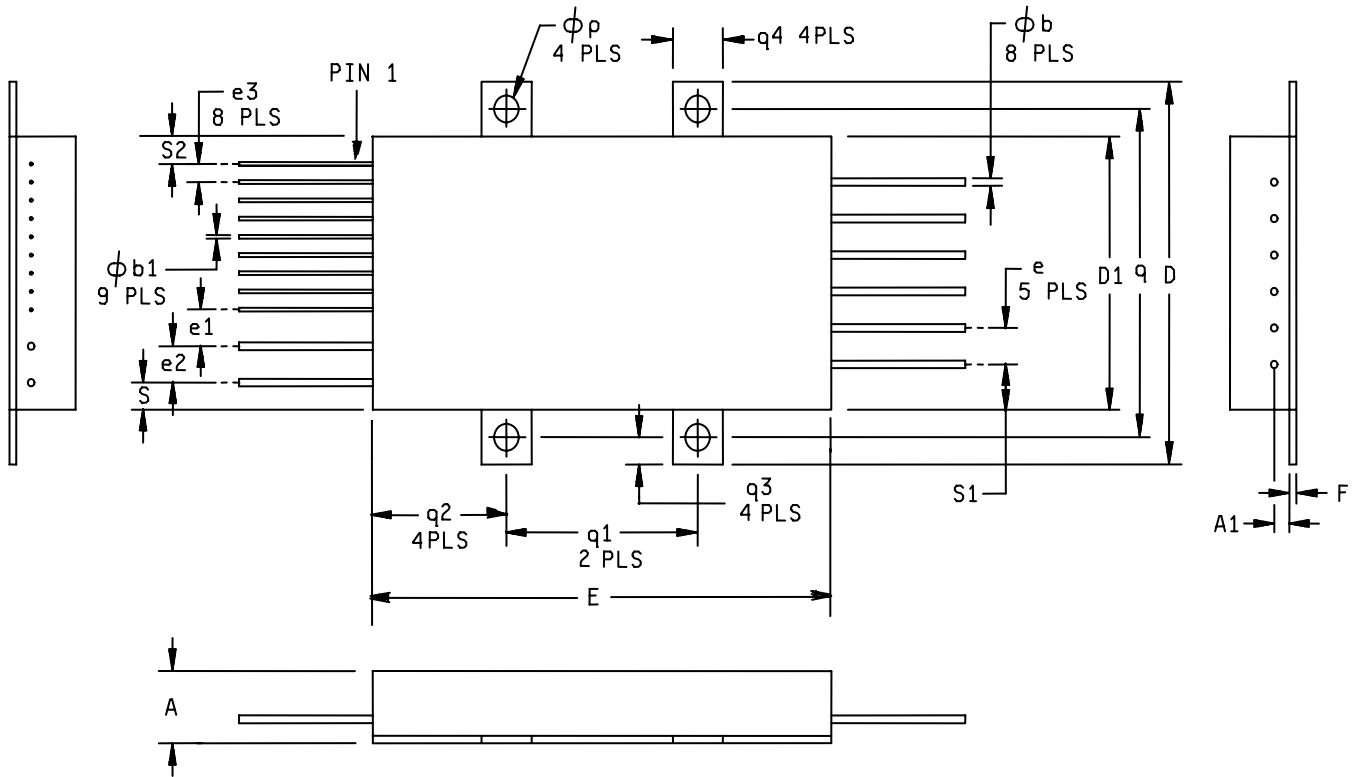 ϕp
4 PLS
q4 4PLS
ϕb
8 PLS
PIN 1
e3
8 PLS
S2
ϕb1
9 PLS
e1
e2
S
e
5 PLS
D1
q
D
S1
F
A1
q3
4 PLS
q2
4PLS
q1
2 PLS
E
A